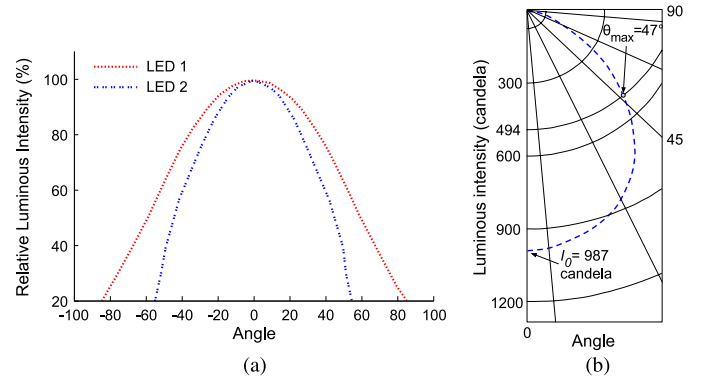 Relative Luminous Intensity (%)
100
80
60
40
20
LED 1
LED 2
-100 -80 -60 -40 -20 0 20 40 60 80 100
Angle
(a)
Luminous intensity (candela)
300
494
600
900
1200
90
θmax=47°
45
I0= 987
candela
0
Angle
(b)